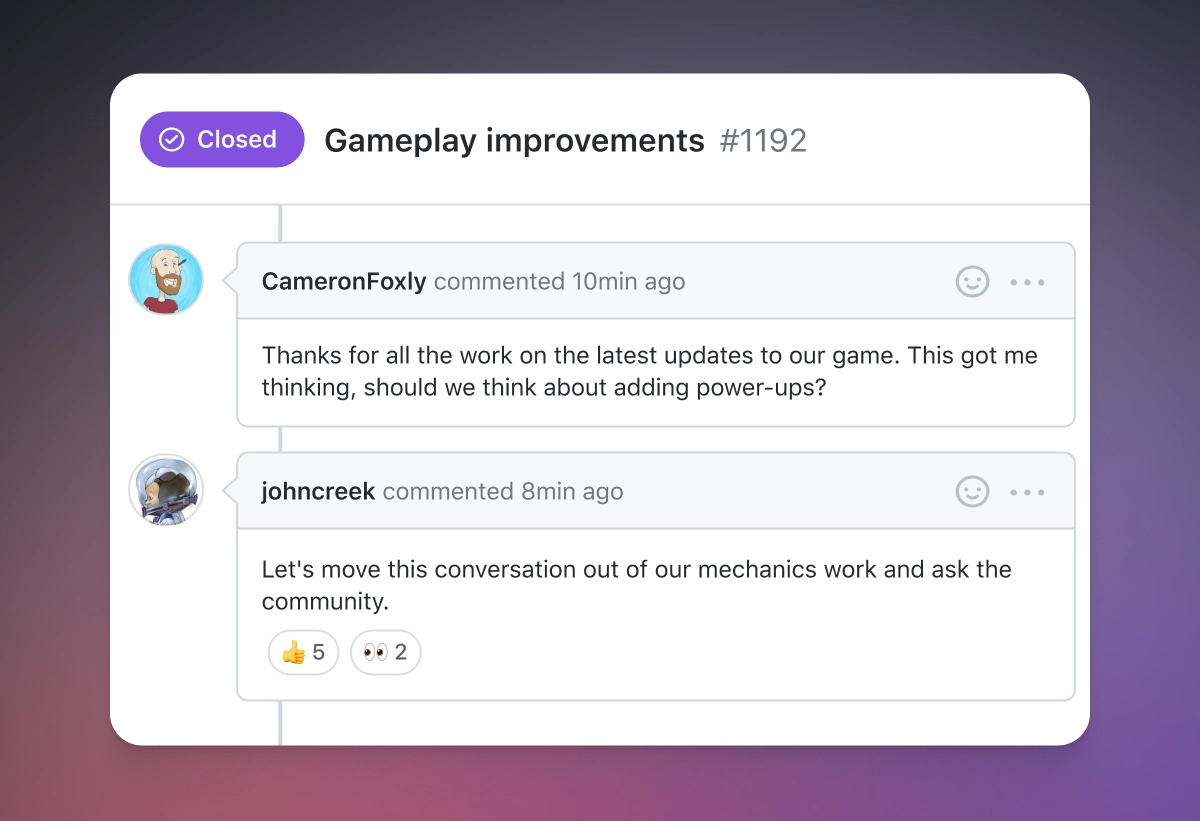 Closed Gameplay improvements #1192
CameronFoxly commented 10min ago
Thanks for all the work on the latest updates to our game. This got me
thinking, should we think about adding power-ups?
johncreek commented 8min ago
Let's move this conversation out of our mechanics work and ask the
community.
👍 5 👀 2